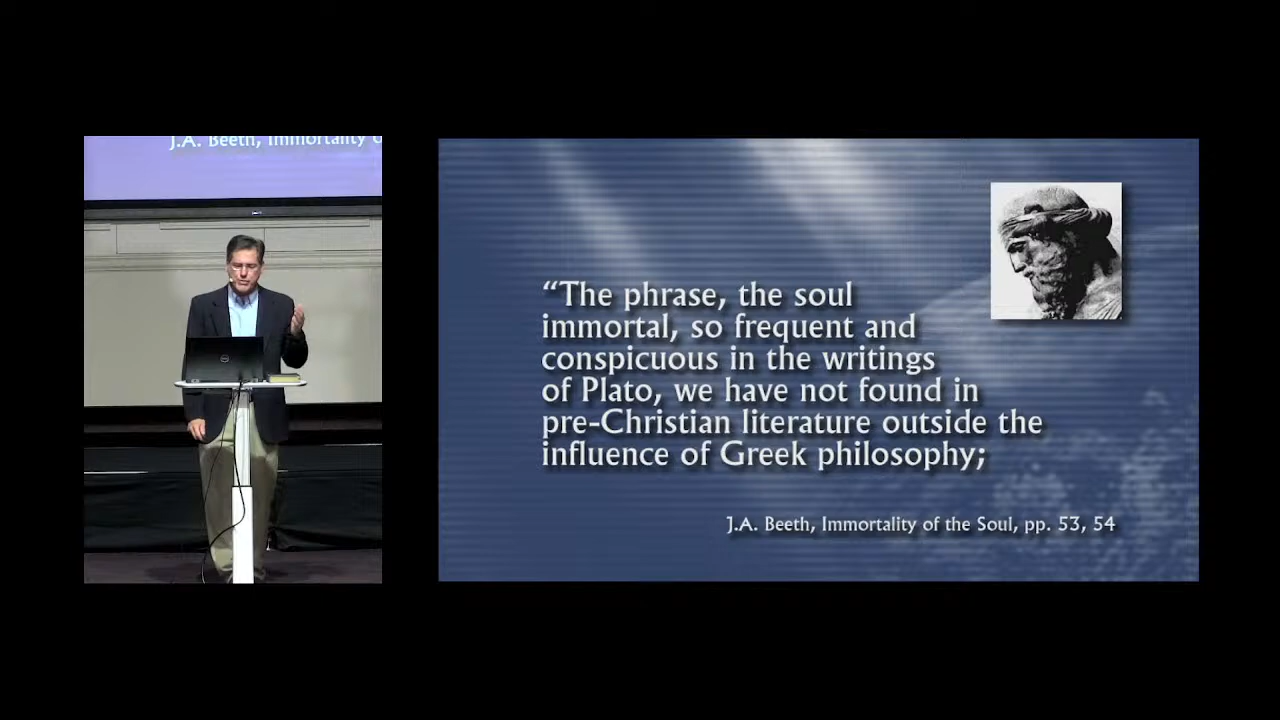 J.A. Beeth, Immortality o
“The phrase, the soul
immortal, so frequent and
conspicuous in the writings
of Plato, we have not found in
pre-Christian literature outside the
influence of Greek philosophy;
J.A. Beeth, Immortality of the Soul, pp. 53, 54